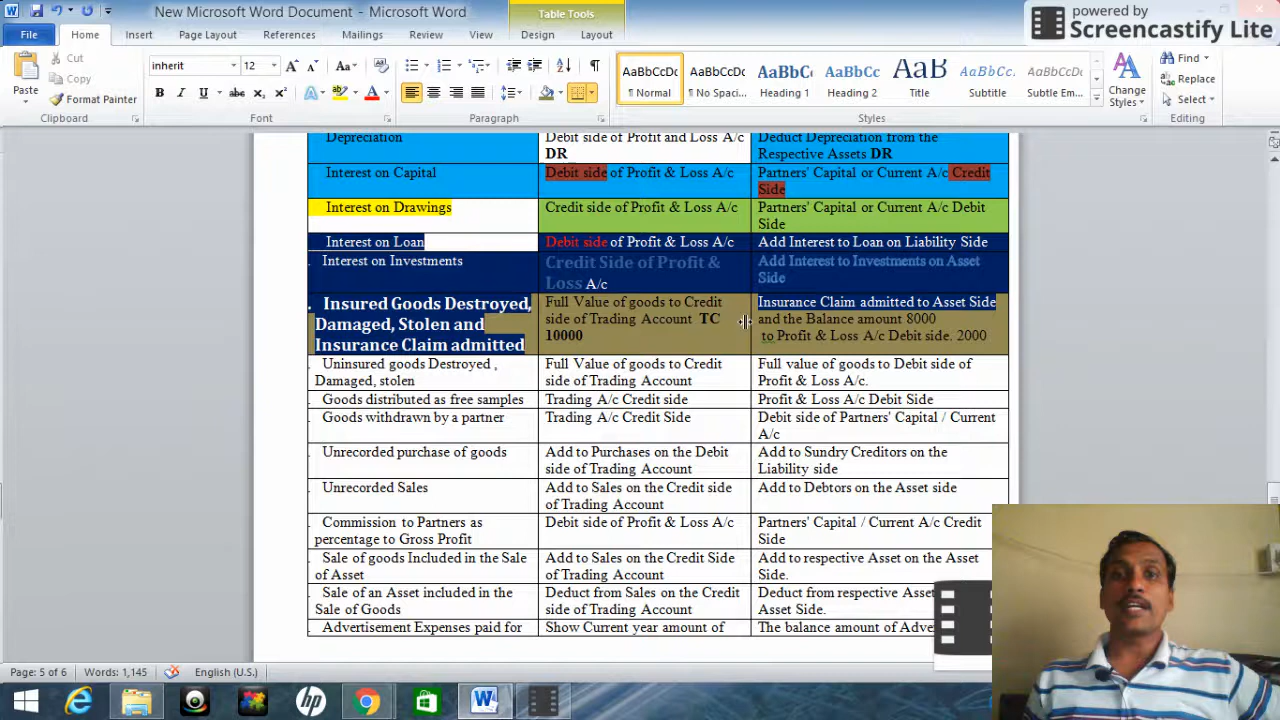 New Microsoft Word Document - Microsoft Word
Table Tools
powered by
Screencastify Lite
File
Home
Insert
Page Layout
References
Mailings
Review
View
Design
Layout
Paste
Cut
Copy
Format Painter
Clipboard
inherit
12
Font
Paragraph
AaBbCcDc
¶ Normal
AaBbCcDc
¶ No Spaci...
AaBbC
Heading 1
AaBbCc
Heading 2
AaB
Title
AaBbCc.
Subtitle
AaBbCcDc
Subtle Em...
Change
Styles
Styles
Find
Replace
Select
Editing
Depreciation
Debit side of Profit and Loss A/c
DR
Deduct Depreciation from the
Respective Assets DR
Interest on Capital
Debit side of Profit & Loss A/c
Partners' Capital or Current A/c Credit
Side
Interest on Drawings
Credit side of Profit & Loss A/c
Partners' Capital or Current A/c Debit
Side
Interest on Loan
Debit side of Profit & Loss A/c
Add Interest to Loan on Liability Side
Interest on Investments
Credit Side of Profit &
Loss A/c
Add Interest to Investments on Asset
Side
Insured Goods Destroyed,
Damaged, Stolen and
Insurance Claim admitted
Full Value of goods to Credit
side of Trading Account TC
10000
Insurance Claim admitted to Asset Side
and the Balance amount 8000
to Profit & Loss A/c Debit side. 2000
Uninsured goods Destroyed ,
Damaged, stolen
Full Value of goods to Credit
side of Trading Account
Full value of goods to Debit side of
Profit & Loss A/c.
Goods distributed as free samples
Trading A/c Credit side
Profit & Loss A/c Debit Side
Goods withdrawn by a partner
Trading A/c Credit Side
Debit side of Partners' Capital / Current
A/c
Unrecorded purchase of goods
Add to Purchases on the Debit
side of Trading Account
Add to Sundry Creditors on the
Liability side
Unrecorded Sales
Add to Sales on the Credit side
of Trading Account
Add to Debtors on the Asset side
Commission to Partners as
percentage to Gross Profit
Debit side of Profit & Loss A/c
Partners' Capital / Current A/c Credit
Side
Sale of goods Included in the Sale
of Asset
Add to Sales on the Credit Side
of Trading Account
Add to respective Asset on the Asset
Side.
Sale of an Asset included in the
Sale of Goods
Deduct from Sales on the Credit
side of Trading Account
Deduct from respective Asset
Asset Side.
Advertisement Expenses paid for
Show Current year amount of
The balance amount of Adver
Page: 5 of 6
Words: 1,145
English (U.S.)
hp